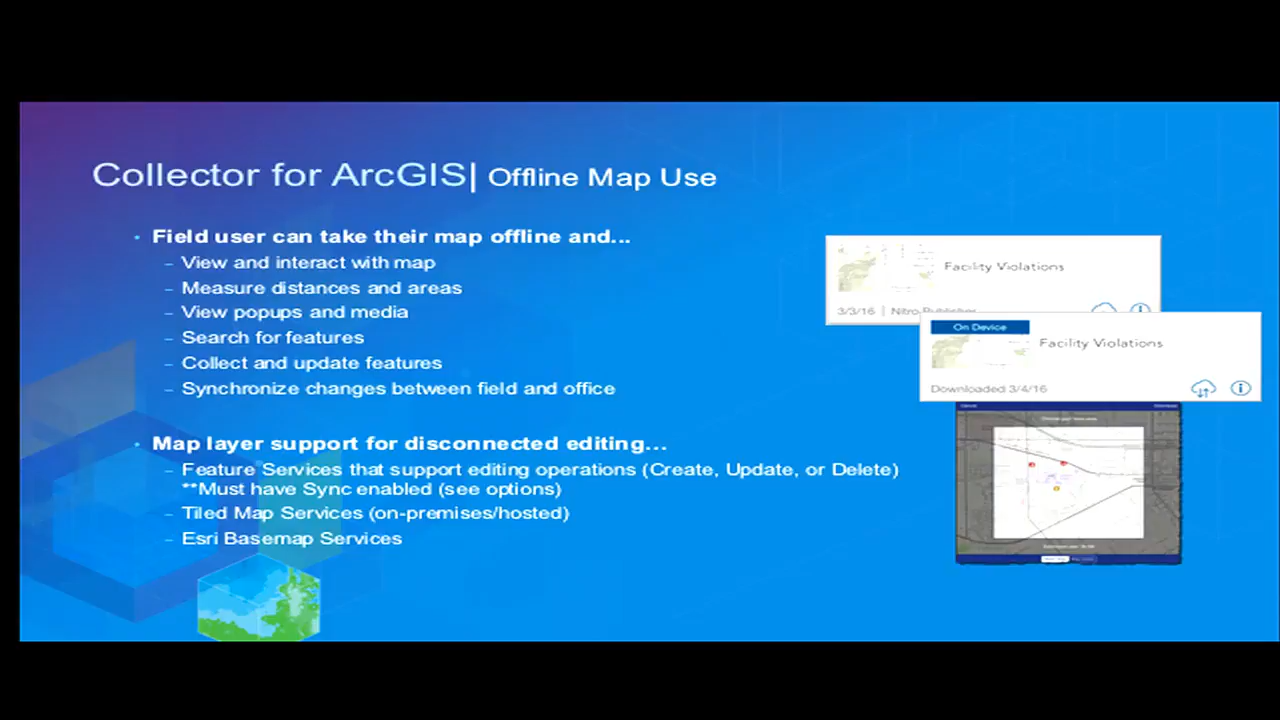 Collector for ArcGIS| Offline Map Use
• Field user can take their map offline and...
– View and interact with map
– Measure distances and areas
– View popups and media
– Search for features
– Collect and update features
– Synchronize changes between field and office
• Map layer support for disconnected editing...
– Feature Services that support editing operations (Create, Update, or Delete)
**Must have Sync enabled (see options)
– Tiled Map Services (on-premises/hosted)
– Esri Basemap Services
Facility Violations
3/3/16 | Nitro Publisher
On Device
Facility Violations
Downloaded 3/4/16